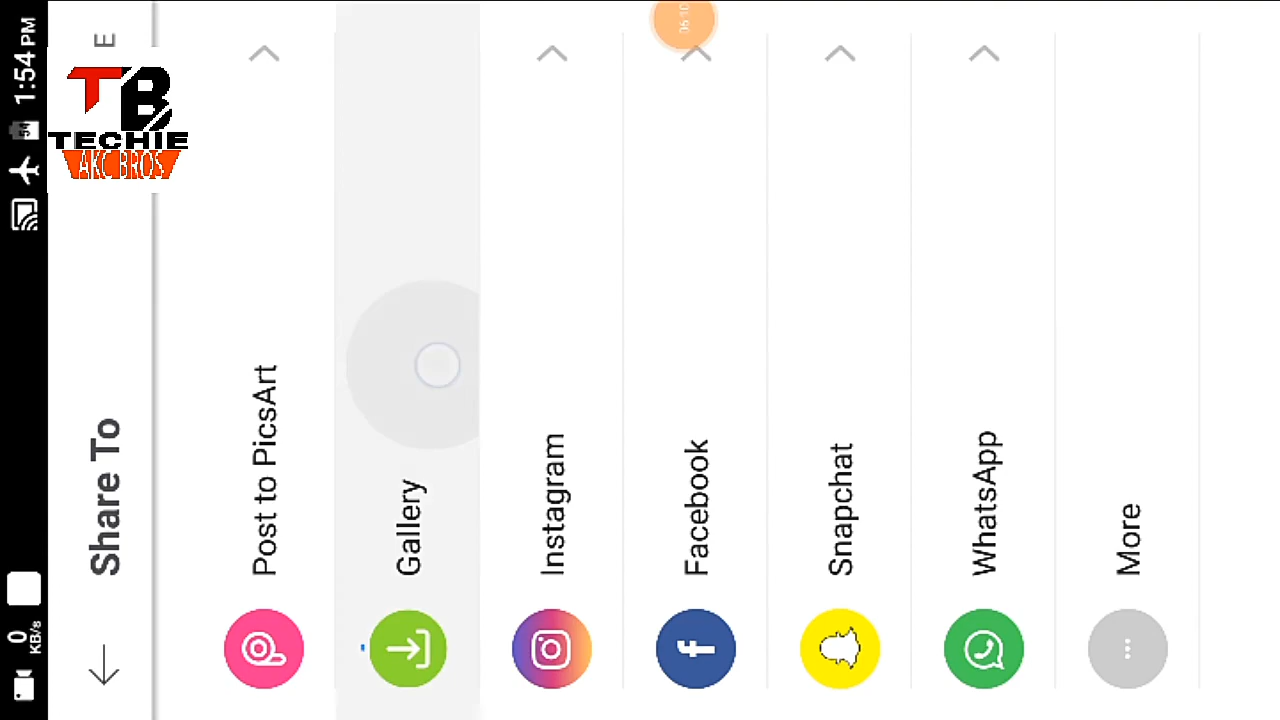 0 KB/s
54
1:54 PM
Share To
E
TB
TECHIE
AKC BROS
Post to PicsArt
Gallery
Instagram
Facebook
Snapchat
WhatsApp
More